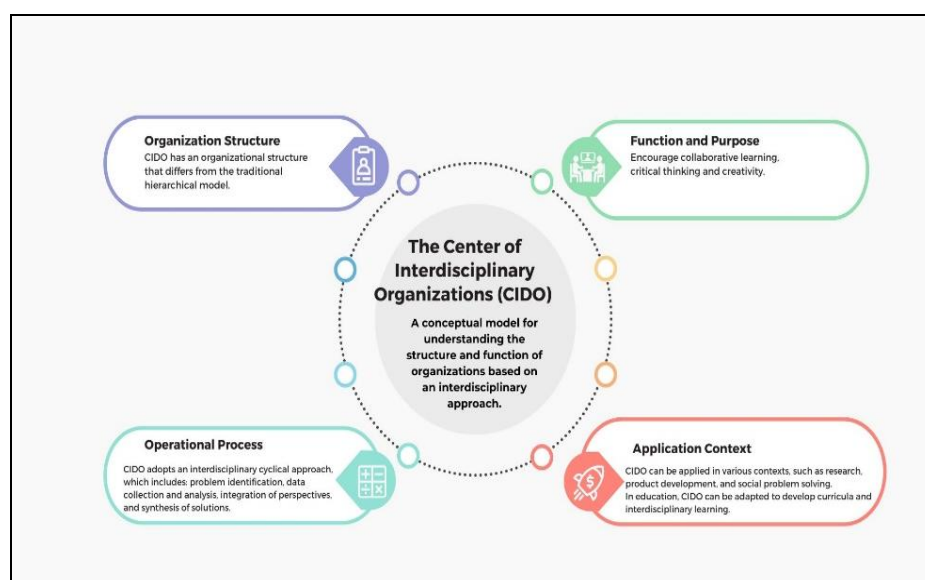 Organization Structure
CIDO has an organizational structure
that differs from the traditional
hierarchical model.
Function and Purpose
Encourage collaborative learning,
critical thinking and creativity.
The Center of
Interdisciplinary
Organizations (CIDO)
A conceptual model for
understanding the
structure and function of
organizations based on
an interdisciplinary
approach.
Operational Process
CIDO adopts an interdisciplinary cyclical approach,
which includes: problem identification, data
collection and analysis, integration of perspectives,
and synthesis of solutions.
Application Context
CIDO can be applied in various contexts, such as research,
product development, and social problem solving.
In education, CIDO can be adapted to develop curricula and
interdisciplinary learning.